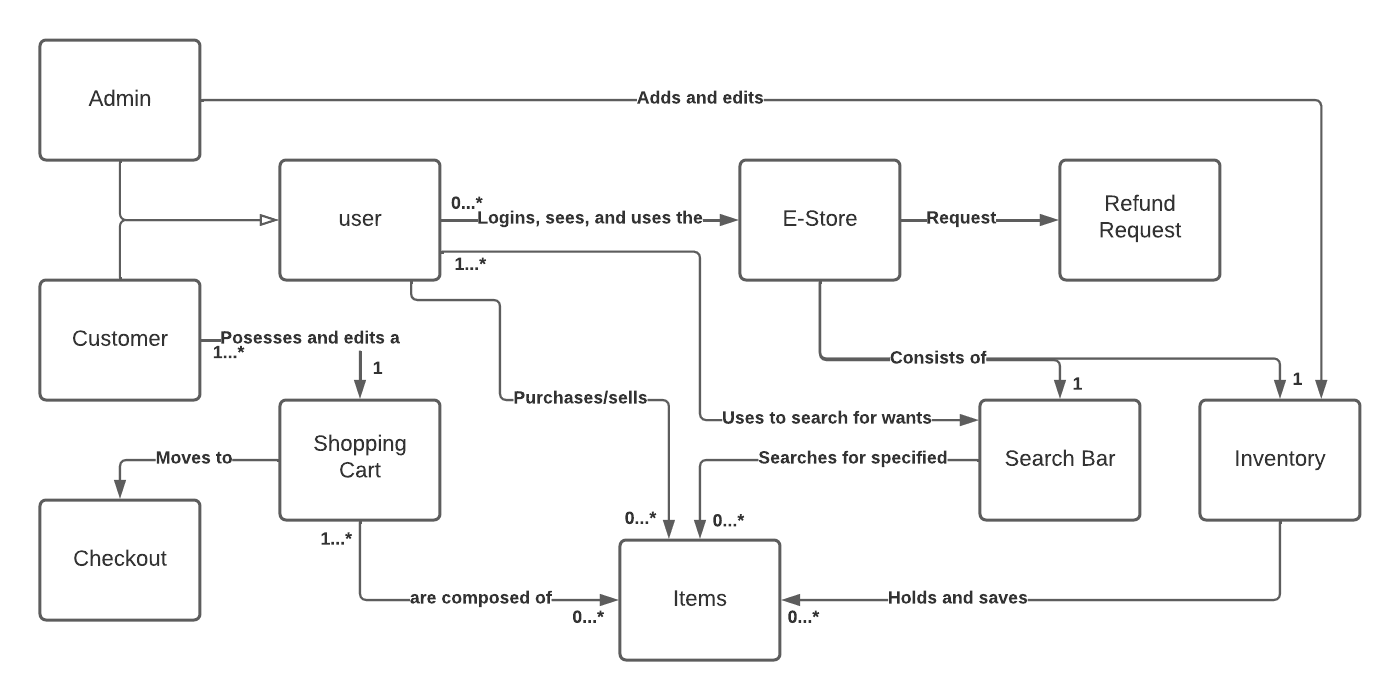 Admin
Adds and edits
user
0...*
Logins, sees, and uses the
E-Store
Request
Refund
Request
1...*
Customer
Posesses and edits a
1...*
1
Consists of
1
1
Purchases/sells
Uses to search for wants
Shopping
Cart
Moves to
Searches for specified
Search Bar
Inventory
0...*
0...*
1...*
Checkout
are composed of
0...*
Items
Holds and saves
0...*